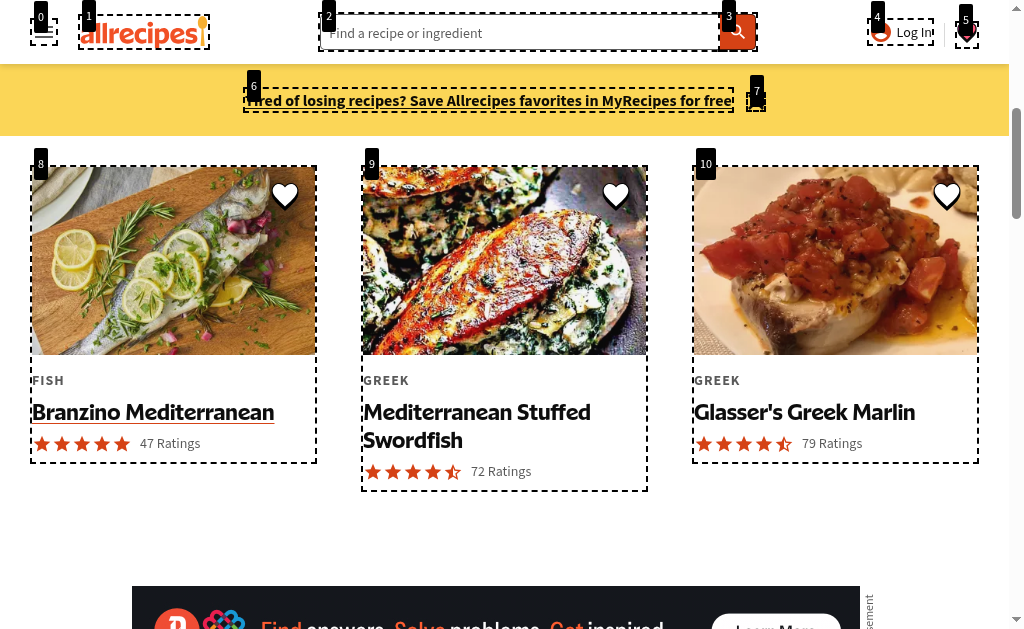 0
1
allrecipes
2
Find a recipe or ingredient
3
4
Log In
5
6
Tired of losing recipes? Save Allrecipes favorites in MyRecipes for free
7
8
9
10
FISH
Branzino Mediterranean
47 Ratings
GREEK
Mediterranean Stuffed
Swordfish
72 Ratings
GREEK
Glasser's Greek Marlin
79 Ratings
Find answers. Solve problems. Get inspired.
Learn More